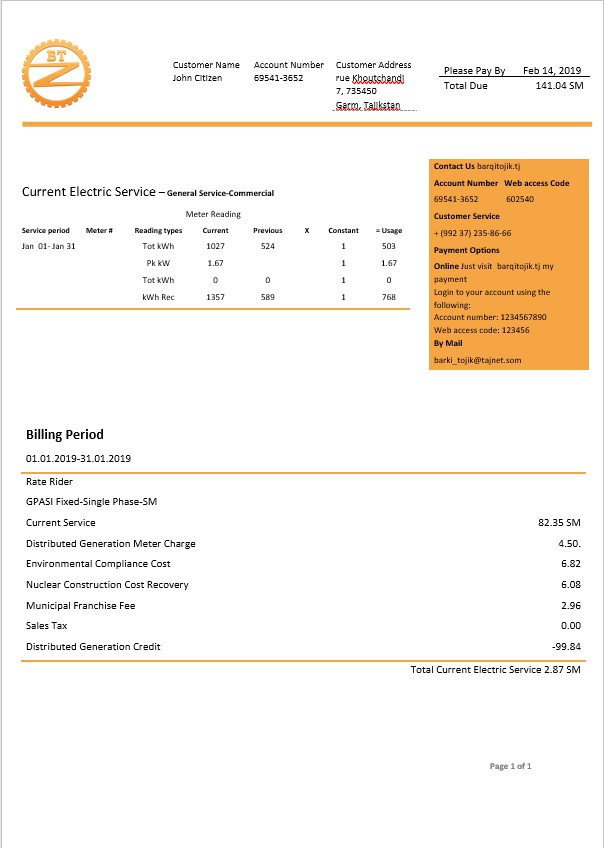 BT
Customer Name Account Number Customer Address
John Citizen 69541-3652 rue Khoutchandi
7, 735450
Garm, Tajikstan
Please Pay By Feb 14, 2019
Total Due 141.04 SM
Current Electric Service – General Service-Commercial
Meter Reading
Service period Meter # Reading types Current Previous X Constant = Usage
Jan 01- Jan 31 Tot kWh 1027 524 1 503
Pk kW 1.67 1 1.67
Tot kWh 0 0 1 0
kWh Rec 1357 589 1 768
Contact Us barqitojik.tj
Account Number Web access Code
69541-3652 602540
Customer Service
+ (992 37) 235-86-66
Payment Options
Online Just visit barqitojik.tj my
payment
Login to your account using the
following:
Account number: 1234567890
Web access code: 123456
By Mail
barki_tojik@tajnet.som
Billing Period
01.01.2019-31.01.2019
Rate Rider
GPASI Fixed-Single Phase-SM
Current Service 82.35 SM
Distributed Generation Meter Charge 4.50.
Environmental Compliance Cost 6.82
Nuclear Construction Cost Recovery 6.08
Municipal Franchise Fee 2.96
Sales Tax 0.00
Distributed Generation Credit -99.84
Total Current Electric Service 2.87 SM
Page 1 of 1